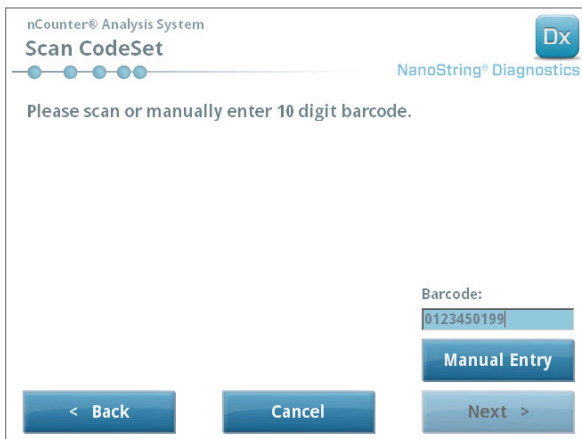 nCounter® Analysis System
Scan CodeSet
Dx
NanoString® Diagnostics
Please scan or manually enter 10 digit barcode.
Barcode:
0123450199
Manual Entry
< Back
Cancel
Next >